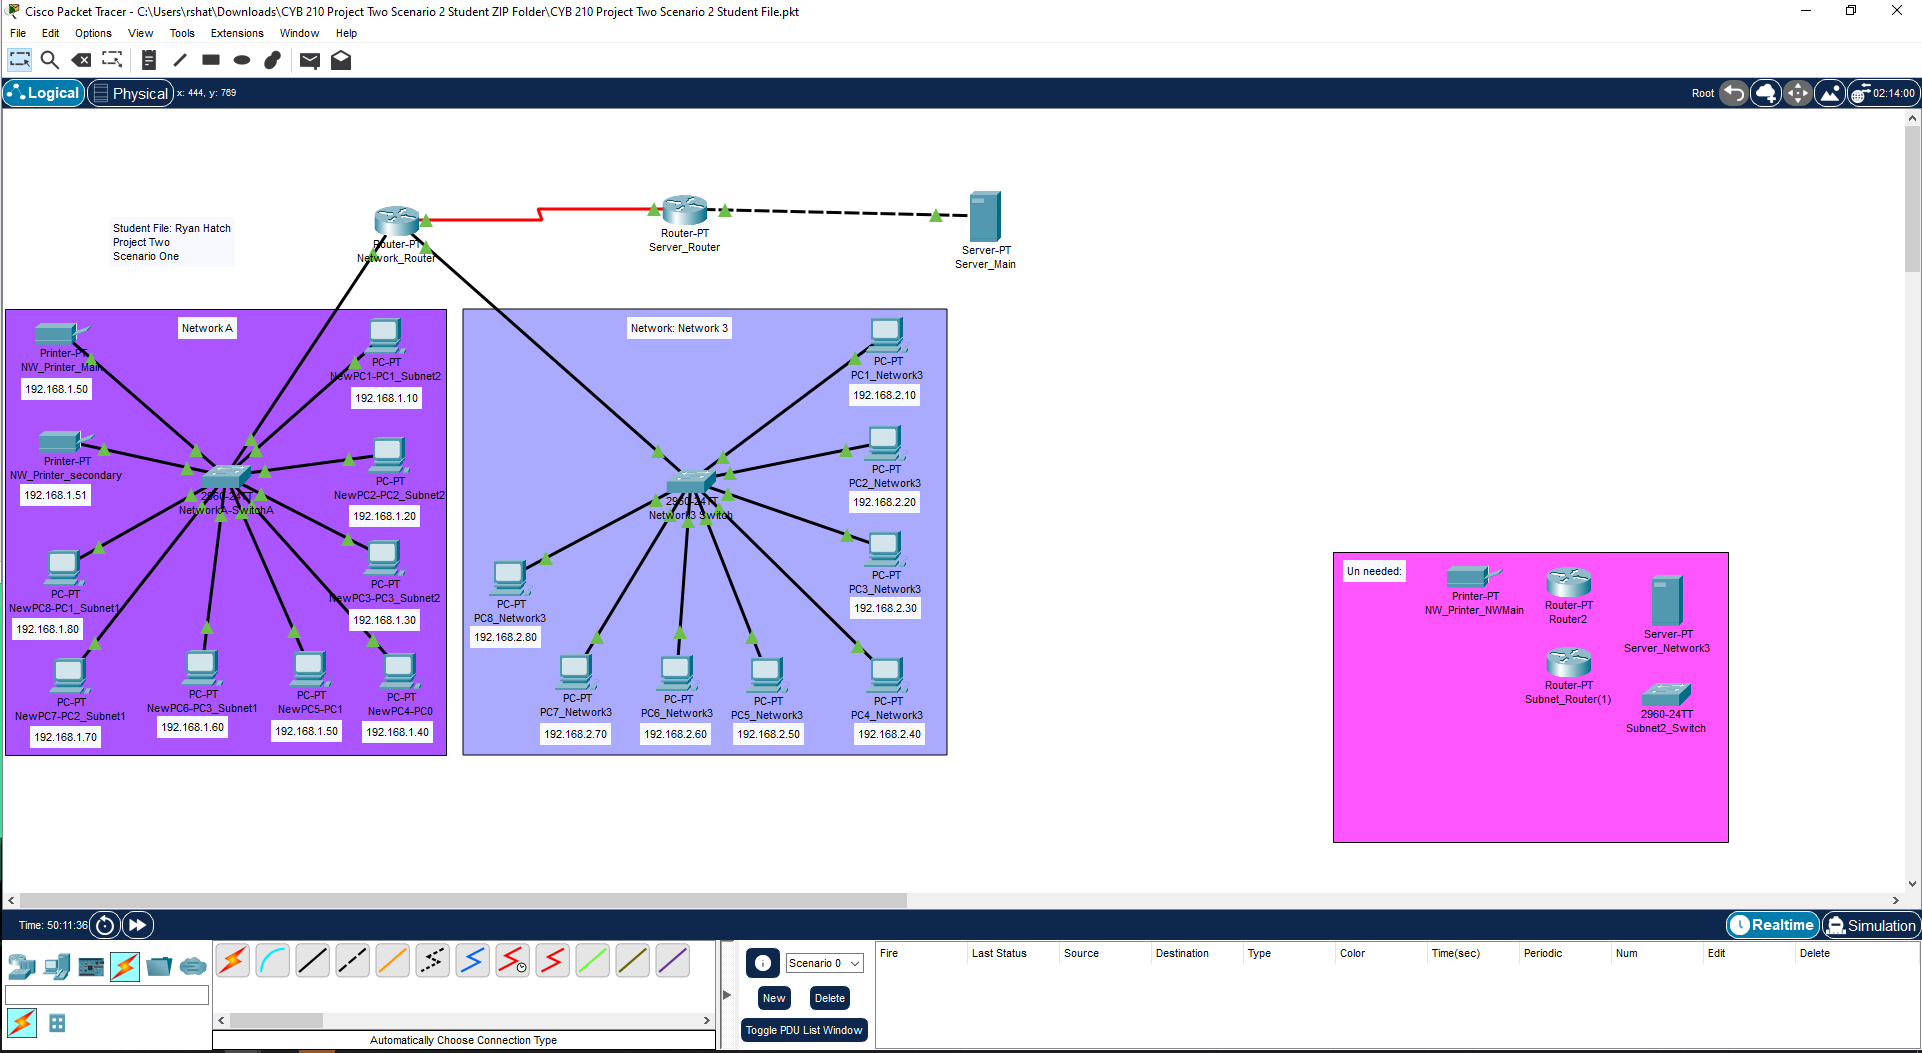 Cisco Packet Tracer - C:\Users\rshat\Downloads\CYB 210 Project Two Scenario 2 Student ZIP Folder\CYB 210 Project Two Scenario 2 Student File.pkt
File Edit Options View Tools Extensions Window Help
Logical Physical x: 444, y: 769 Root 02:14:00
Student File: Ryan Hatch
Project Two
Scenario One
Router-PT
Network_Router
Router-PT
Server_Router
Server-PT
Server_Main
Network A
Printer-PT
NW_Printer_Main
192.168.1.50
PC-PT
NewPC1-PC1_Subnet2
192.168.1.10
Printer-PT
NW_Printer_secondary
192.168.1.51
PC-PT
NewPC2-PC2_Subnet2
192.168.1.20
2960-24TT
NetworkA-SwitchA
PC-PT
NewPC3-PC3_Subnet2
192.168.1.30
PC-PT
NewPC8-PC1_Subnet1
192.168.1.80
PC-PT
NewPC7-PC2_Subnet1
192.168.1.70
PC-PT
NewPC6-PC3_Subnet1
192.168.1.60
PC-PT
NewPC5-PC1
192.168.1.50
PC-PT
NewPC4-PC0
192.168.1.40
Network: Network 3
PC-PT
PC1_Network3
192.168.2.10
PC-PT
PC2_Network3
192.168.2.20
2960-24TT
Network3 Switch
PC-PT
PC3_Network3
192.168.2.30
PC-PT
PC8_Network3
192.168.2.80
PC-PT
PC7_Network3
192.168.2.70
PC-PT
PC6_Network3
192.168.2.60
PC-PT
PC5_Network3
192.168.2.50
PC-PT
PC4_Network3
192.168.2.40
Un needed:
Printer-PT
NW_Printer_NWMain
Router-PT
Router2
Server-PT
Server_Network3
Router-PT
Subnet_Router(1)
2960-24TT
Subnet2_Switch
Time: 50:11:36 Realtime Simulation
Scenario 0
New Delete
Toggle PDU List Window
Fire Last Status Source Destination Type Color Time(sec) Periodic Num Edit Delete
Automatically Choose Connection Type